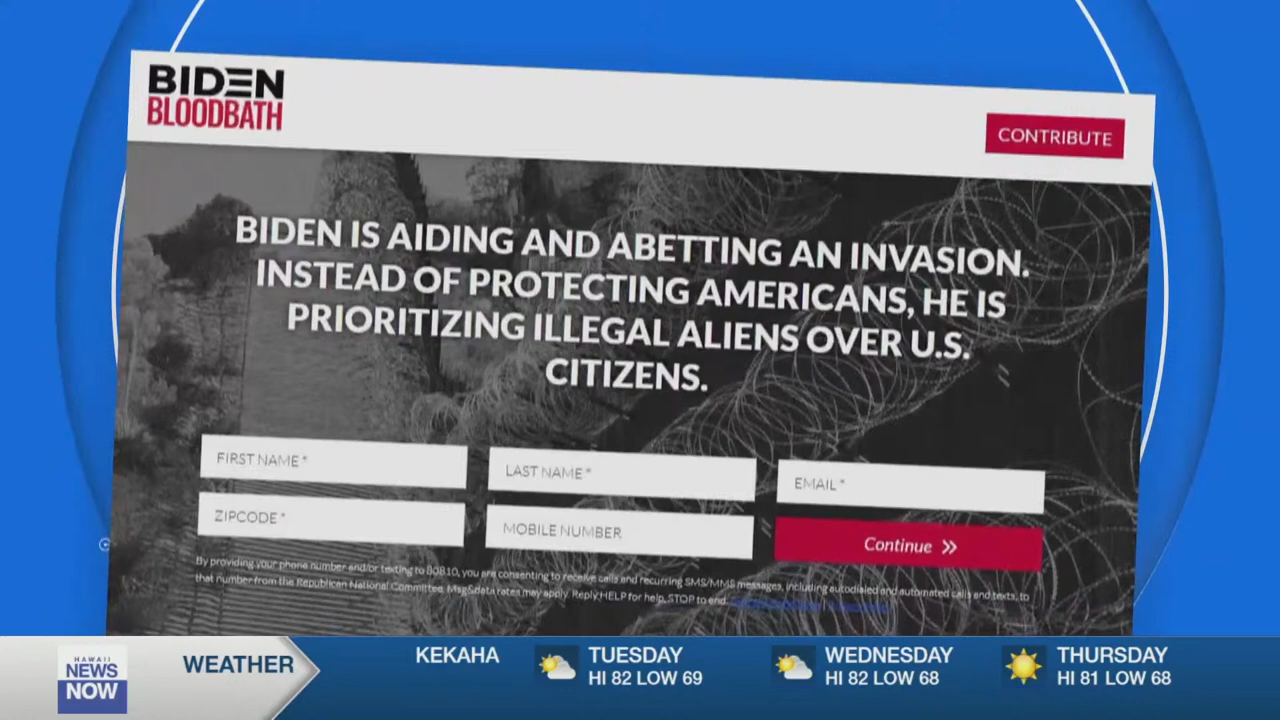 BIDEN
BLOODBATH
CONTRIBUTE
BIDEN IS AIDING AND ABETTING AN INVASION.
INSTEAD OF PROTECTING AMERICANS, HE IS
PRIORITIZING ILLEGAL ALIENS OVER U.S.
CITIZENS.
FIRST NAME *
LAST NAME *
EMAIL *
ZIPCODE *
MOBILE NUMBER
Continue
By providing your phone number and/or texting to 80810, you are consenting to receive calls and recurring SMS/MMS messages, including autodialed and automated calls and texts, to
that number from the Republican National Committee. Msg&data rates may apply. Reply HELP for help, STOP to end.
HAWAII
NEWS
NOW
WEATHER
KEKAHA
TUESDAY
HI 82 LOW 69
WEDNESDAY
HI 82 LOW 68
THURSDAY
HI 81 LOW 68